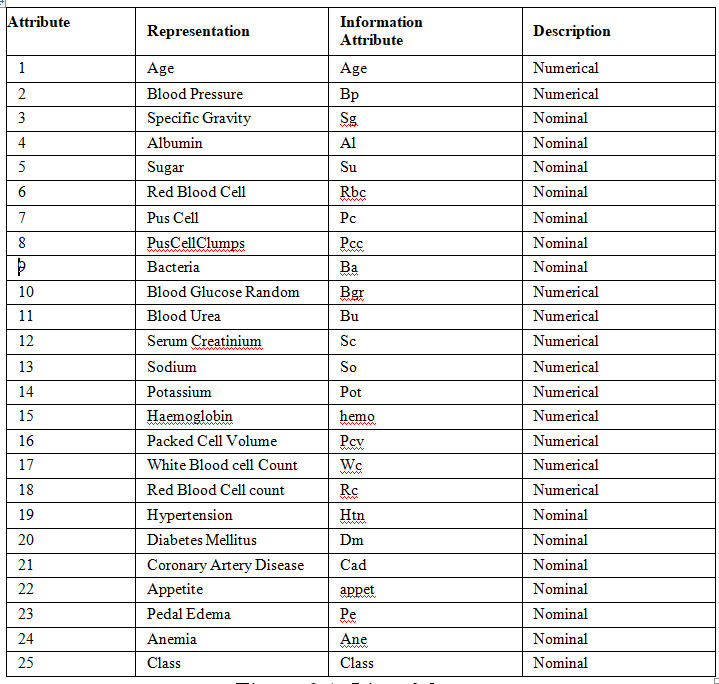 Attribute Representation Information Attribute Description
1 Age Age Numerical
2 Blood Pressure Bp Numerical
3 Specific Gravity Sg Nominal
4 Albumin Al Nominal
5 Sugar Su Nominal
6 Red Blood Cell Rbc Nominal
7 Pus Cell Pc Nominal
8 PusCellClumps Pcc Nominal
9 Bacteria Ba Nominal
10 Blood Glucose Random Bgr Numerical
11 Blood Urea Bu Numerical
12 Serum Creatinium Sc Numerical
13 Sodium So Numerical
14 Potassium Pot Numerical
15 Haemoglobin hemo Numerical
16 Packed Cell Volume Pcv Numerical
17 White Blood cell Count Wc Numerical
18 Red Blood Cell count Rc Numerical
19 Hypertension Htn Nominal
20 Diabetes Mellitus Dm Nominal
21 Coronary Artery Disease Cad Nominal
22 Appetite appet Nominal
23 Pedal Edema Pe Nominal
24 Anemia Ane Nominal
25 Class Class Nominal